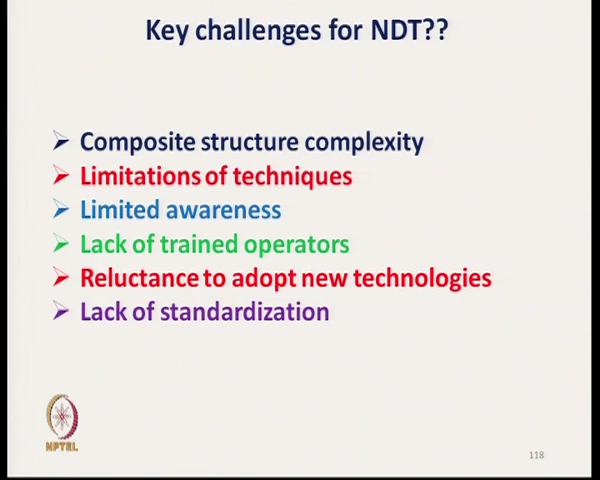 Key challenges for NDT??
Composite structure complexity
Limitations of techniques
Limited awareness
Lack of trained operators
Reluctance to adopt new technologies
Lack of standardization
NPTEL
118